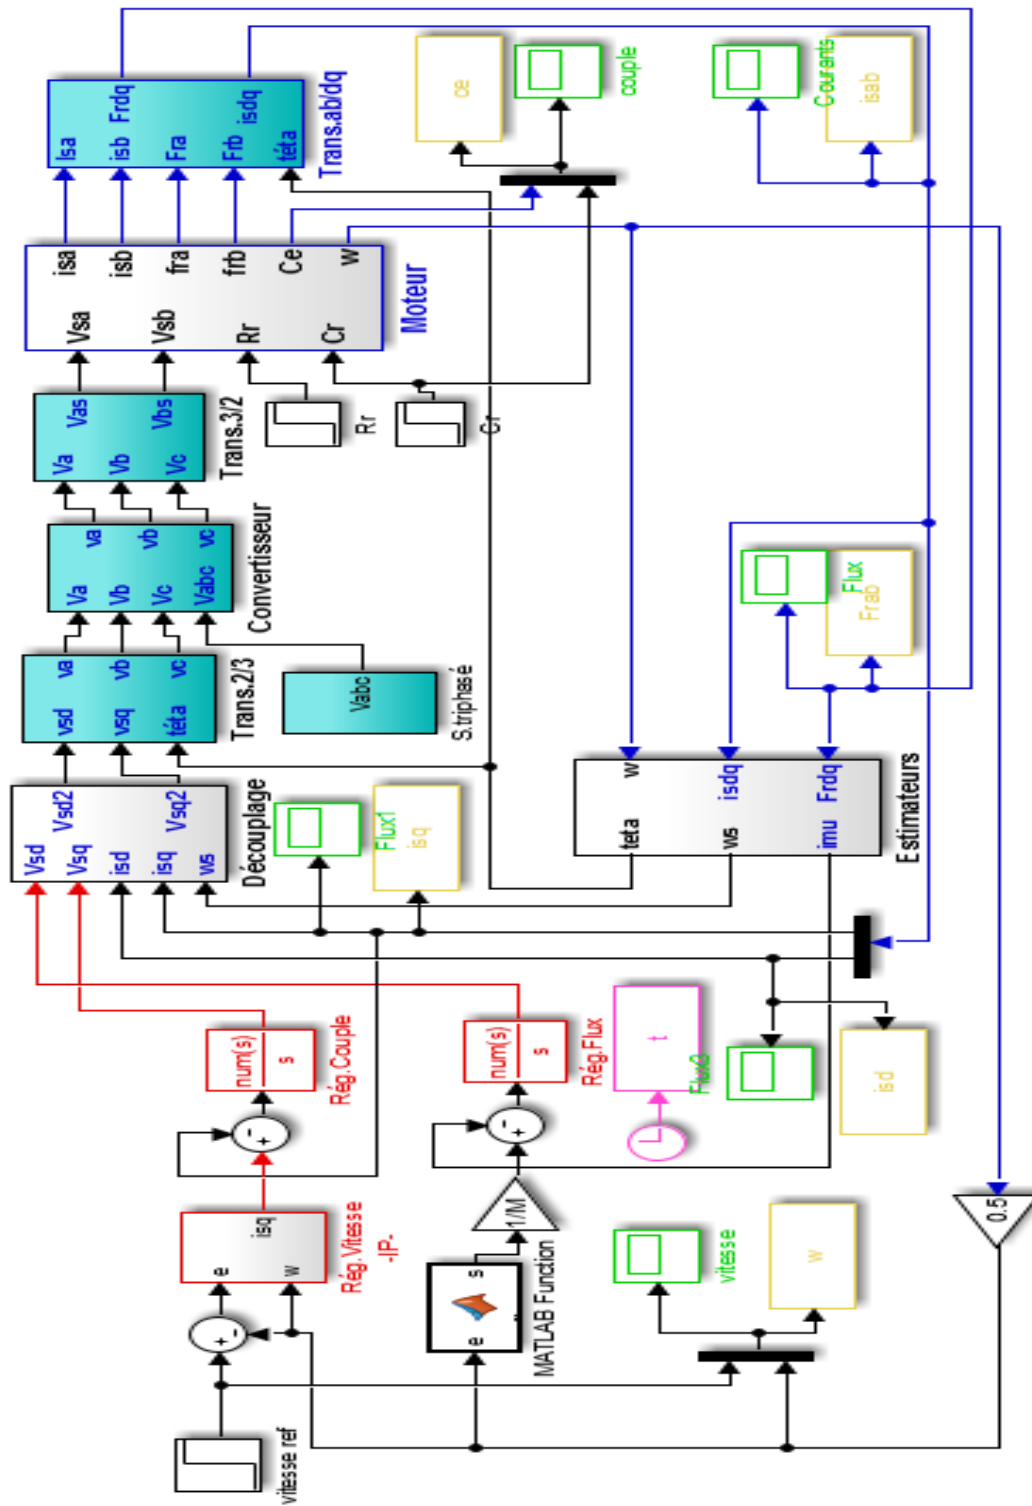 vitesse ref
+
-
e
w
isq
Rég.Vitesse
-IP-
+
-
num(s)
s
Rég.Couple
e
s
MATLAB Function
1/M
+
-
num(s)
s
Rég.Flux
t
vitesse
w
Flux3
isd
Vsd
Vsq
isd
isq
ws
Vsd2
Vsq2
Découplage
Flux1
isq
vsd
vsq
téta
va
vb
vc
Trans.2/3
Vabc
S.triphasé
Va
Vb
Vc
Vabc
va
vb
vc
Convertisseur
Va
Vb
Vc
Vas
Vbs
Trans.3/2
Rr
Cr
Vsa
Vsb
Rr
Cr
isa
isb
fra
frb
Ce
w
Moteur
Isa
isb
Fra
Frb
téta
Frdq
isdq
Trans.ab/dq
ce
couple
Courants
isab
Flux
Frab
teta
ws
imu
w
isdq
Frdq
Estimateurs
0.5